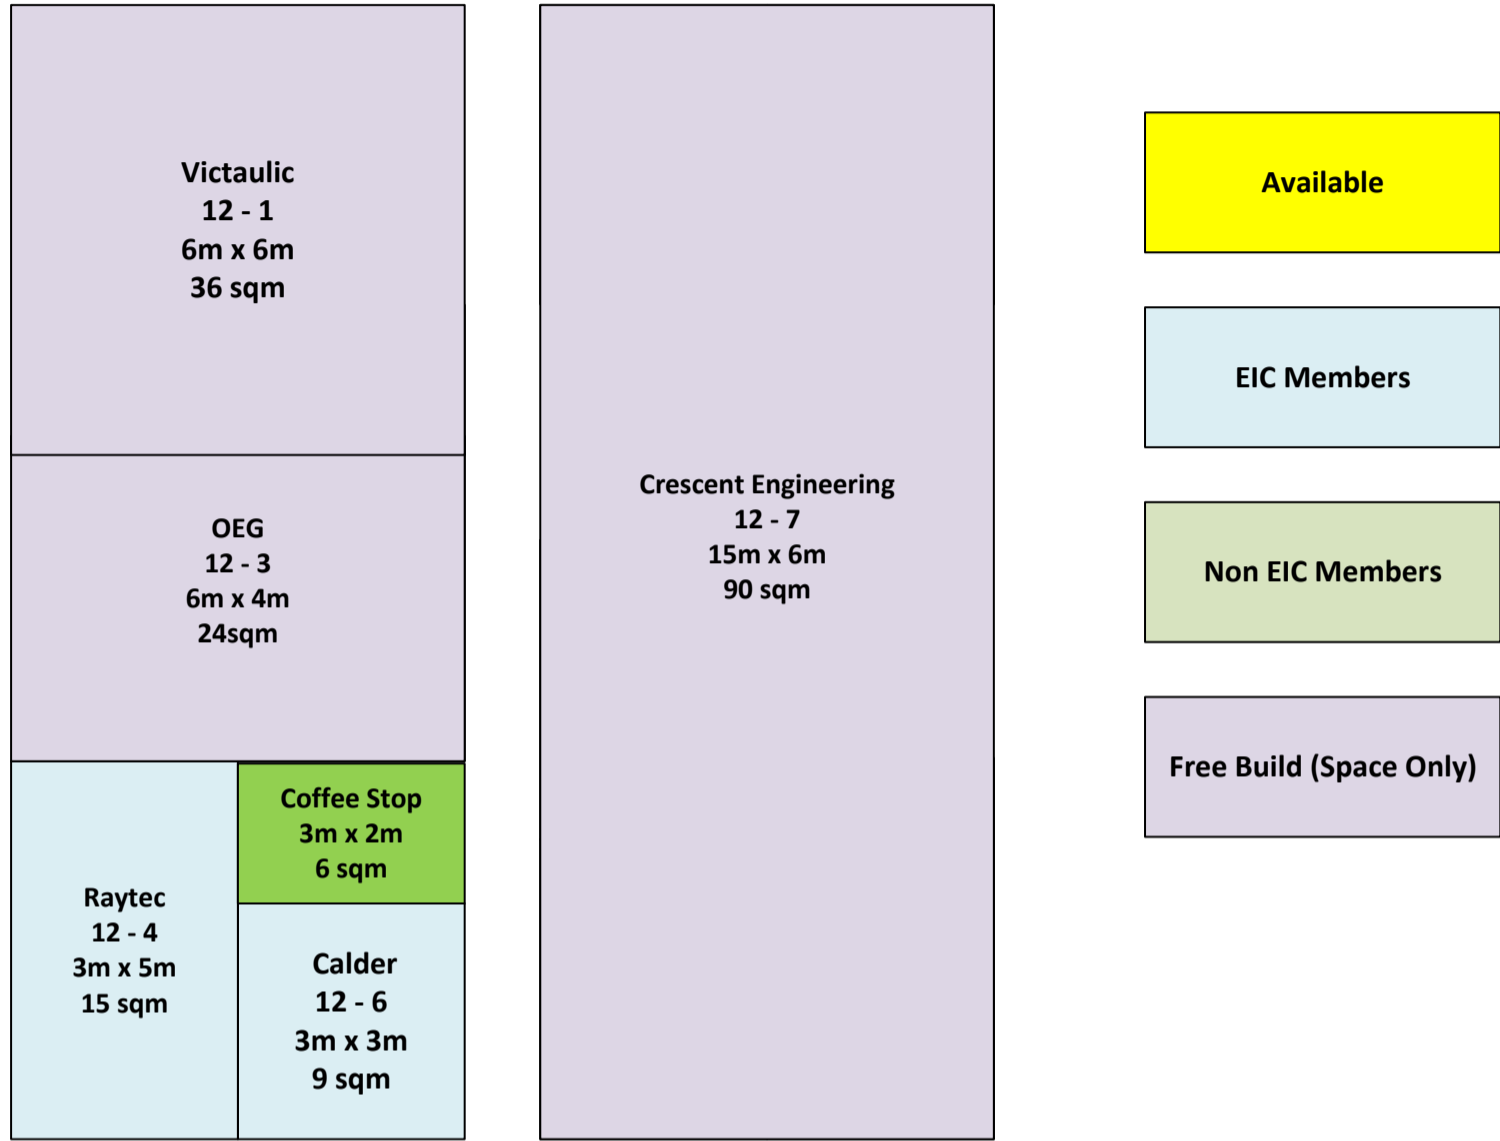 Victaulic
12 - 1
6m x 6m
36 sqm
OEG
12 - 3
6m x 4m
24sqm
Raytec
12 - 4
3m x 5m
15 sqm
Coffee Stop
3m x 2m
6 sqm
Calder
12 - 6
3m x 3m
9 sqm
Crescent Engineering
12 - 7
15m x 6m
90 sqm
Available
EIC Members
Non EIC Members
Free Build (Space Only)